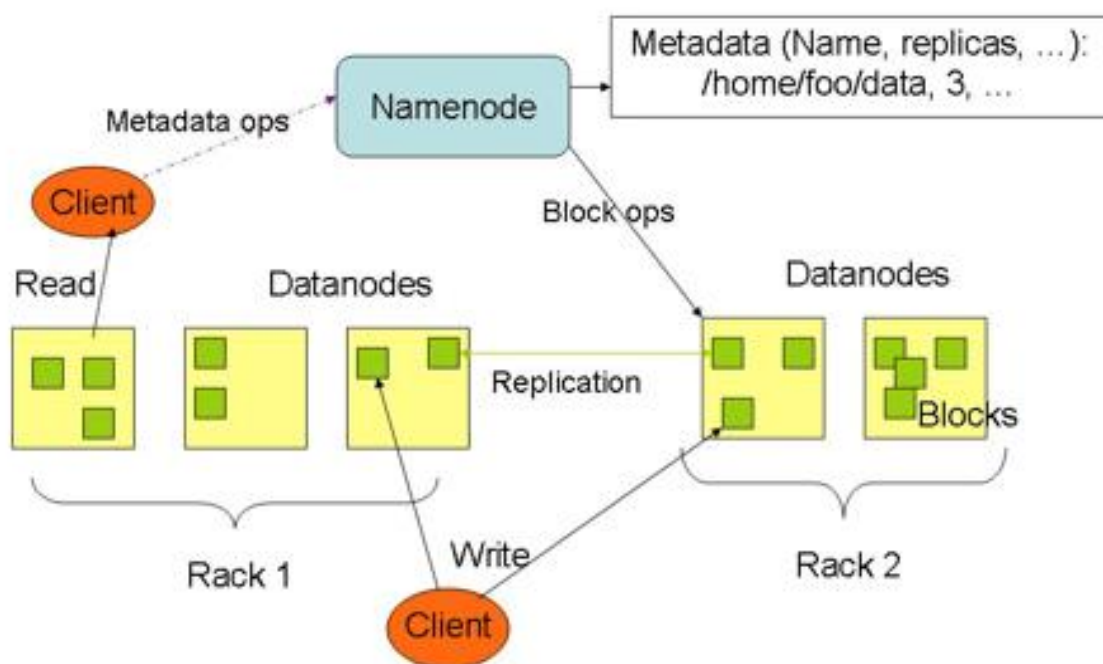 Metadata (Name, replicas, ...):
/home/foo/data, 3, ...
Namenode
Metadata ops
Client
Block ops
Read
Datanodes
Datanodes
Replication
Blocks
Rack 1
Write
Rack 2
Client